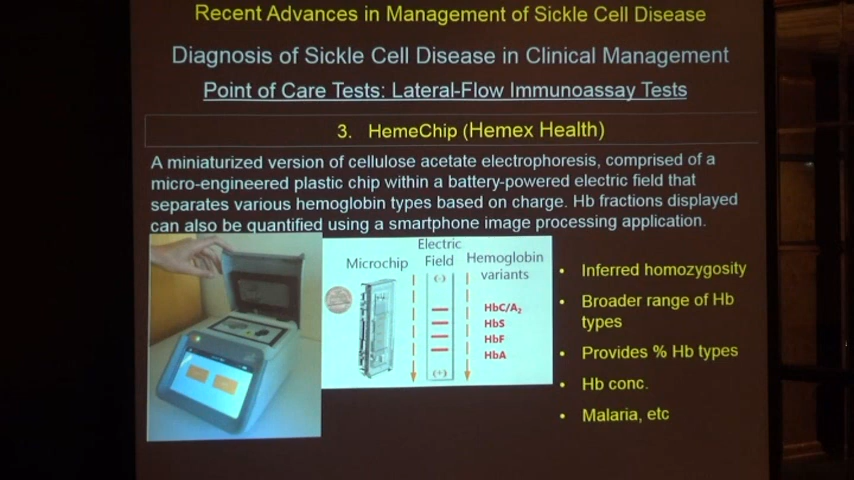 Recent Advances in Management of Sickle Cell Disease
Diagnosis of Sickle Cell Disease in Clinical Management
Point of Care Tests: Lateral-Flow Immunoassay Tests
3. HemeChip (Hemex Health)
A miniaturized version of cellulose acetate electrophoresis, comprised of a
micro-engineered plastic chip within a battery-powered electric field that
separates various hemoglobin types based on charge. Hb fractions displayed
can also be quantified using a smartphone image processing application.
Microchip
Electric
Field
Hemoglobin
variants
(-)
HbC/A₂
HbS
HbF
HbA
(+)
• Inferred homozygosity
• Broader range of Hb
types
• Provides % Hb types
• Hb conc.
• Malaria, etc